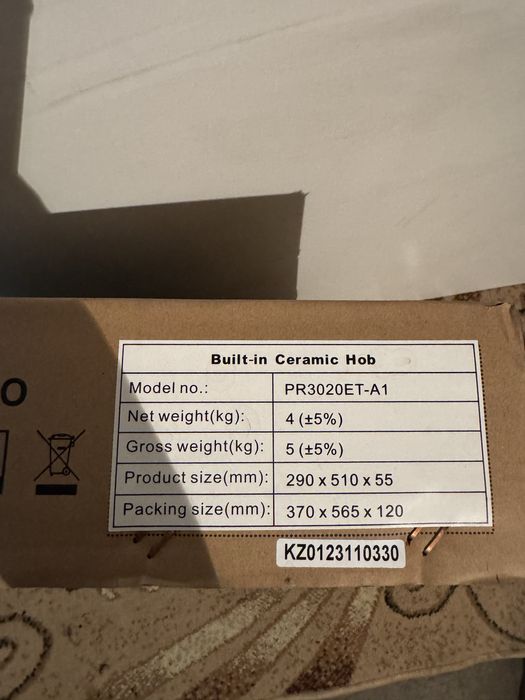 O
Built-in Ceramic Hob
Model no.: PR3020ET-A1
Net weight(kg): 4 (±5%)
Gross weight(kg): 5 (±5%)
Product size(mm): 290 x 510 x 55
Packing size(mm): 370 x 565 x 120
KZ0123110330